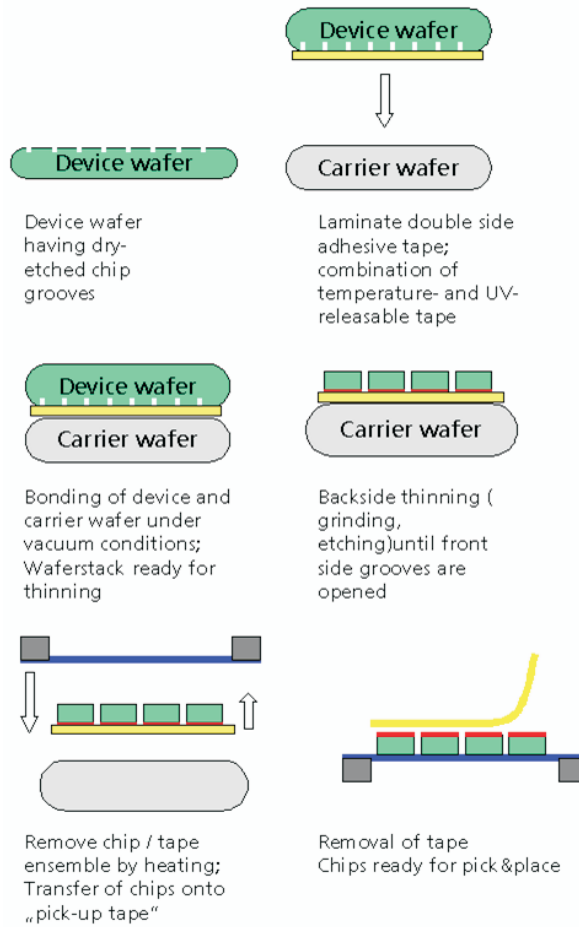 Device wafer
Device wafer
having dry-
etched chip
grooves
Device wafer
Carrier wafer
Laminate double side
adhesive tape;
combination of
temperature- and UV-
releasable tape
Device wafer
Carrier wafer
Bonding of device and
carrier wafer under
vacuum conditions;
Waferstack ready for
thinning
Carrier wafer
Backside thinning (
grinding,
etching)until front
side grooves are
opened
Remove chip / tape
ensemble by heating;
Transfer of chips onto
„pick-up tape“
Removal of tape
Chips ready for pick&place